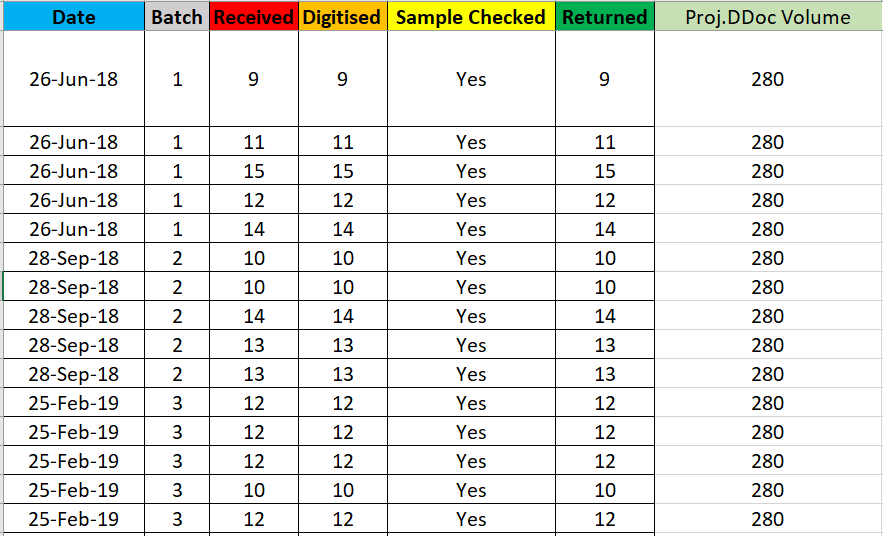 Date Batch Received Digitised Sample Checked Returned Proj.DDoc Volume
26-Jun-18 1 9 9 Yes 9 280
26-Jun-18 1 11 11 Yes 11 280
26-Jun-18 1 15 15 Yes 15 280
26-Jun-18 1 12 12 Yes 12 280
26-Jun-18 1 14 14 Yes 14 280
28-Sep-18 2 10 10 Yes 10 280
28-Sep-18 2 10 10 Yes 10 280
28-Sep-18 2 14 14 Yes 14 280
28-Sep-18 2 13 13 Yes 13 280
28-Sep-18 2 13 13 Yes 13 280
25-Feb-19 3 12 12 Yes 12 280
25-Feb-19 3 12 12 Yes 12 280
25-Feb-19 3 12 12 Yes 12 280
25-Feb-19 3 10 10 Yes 10 280
25-Feb-19 3 12 12 Yes 12 280